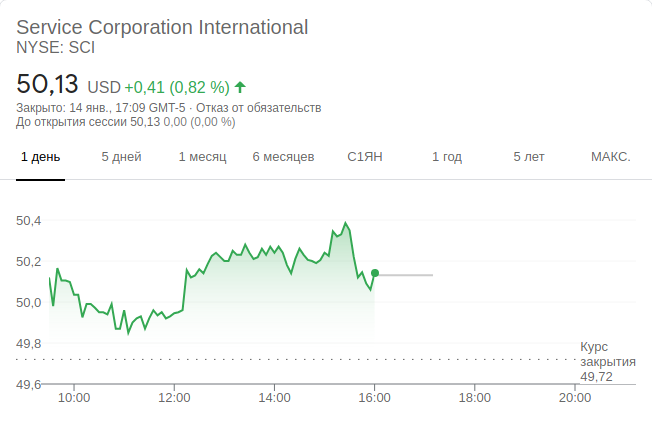 Service Corporation International
NYSE: SCI
50,13 USD +0,41 (0,82 %)
Закрыто: 14 янв., 17:09 GMT-5 · Отказ от обязательств
До открытия сессии 50,13 0,00 (0,00 %)
1 день 5 дней 1 месяц 6 месяцев С1ЯН 1 год 5 лет МАКС.
50,4
50,2
50,0
49,8
Курс
закрытия
49,72
49,6
10:00 12:00 14:00 16:00 18:00 20:00